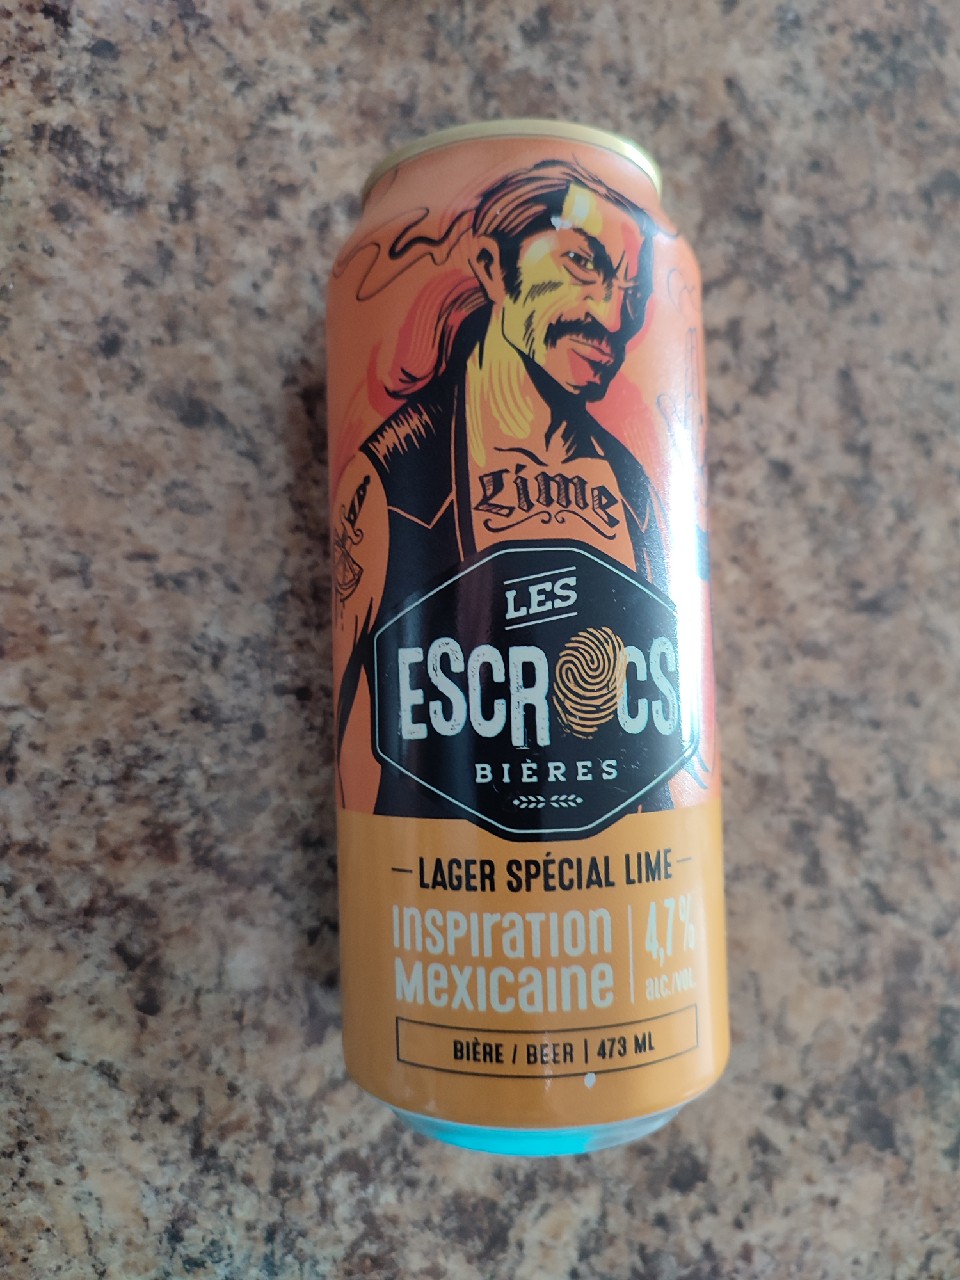 Lime
LES
ESCROCS
BIÈRES
LAGER SPÉCIAL LIME
INSPIRATION
MEXICAINE
4,7%
ALC./VOL.
BIÈRE / BEER | 473 ML